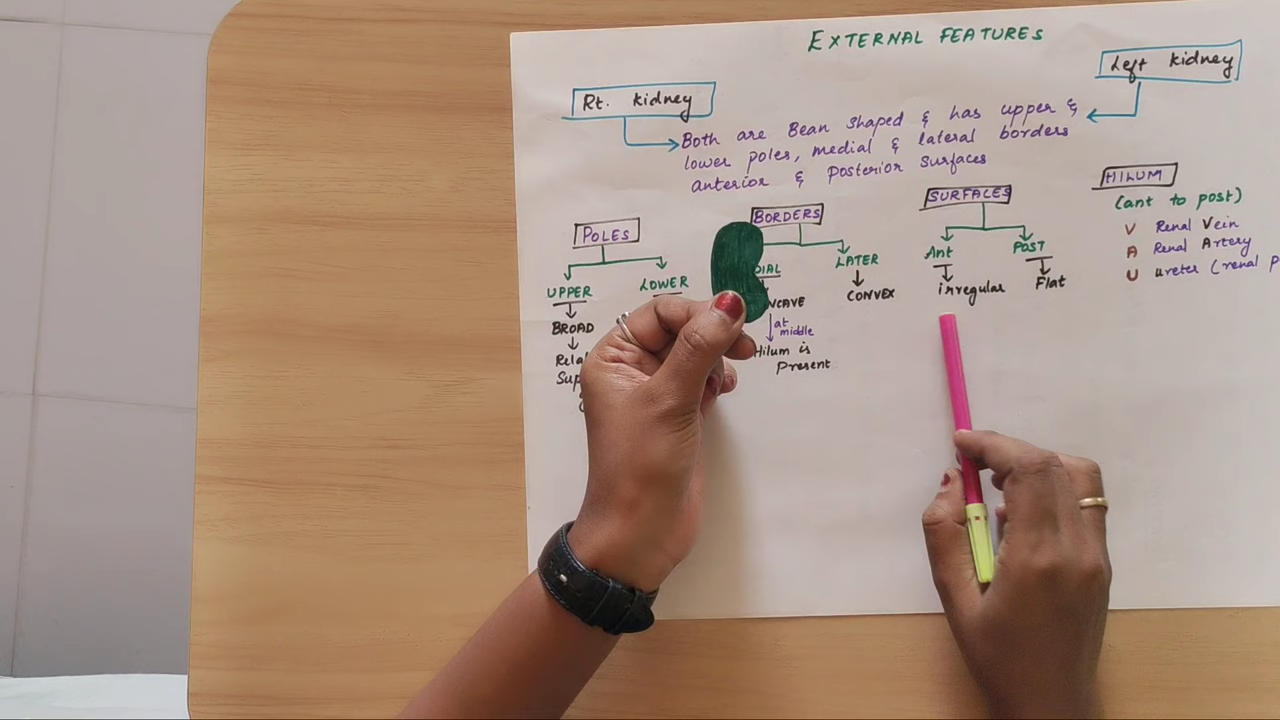 EXTERNAL FEATURES
Rt. kidney
Left kidney
Both are Bean shaped & has upper &
lower poles, medial & lateral borders
anterior & posterior surfaces
POLES
UPPER
BROAD
LOWER
BORDERS
LATER
CONVEX
at
middle
Hilum is
Present
SURFACES
Ant
irregular
POST
Flat
HILUM
(ant to post)
V Renal Vein
A Renal Artery
U ureter (renal